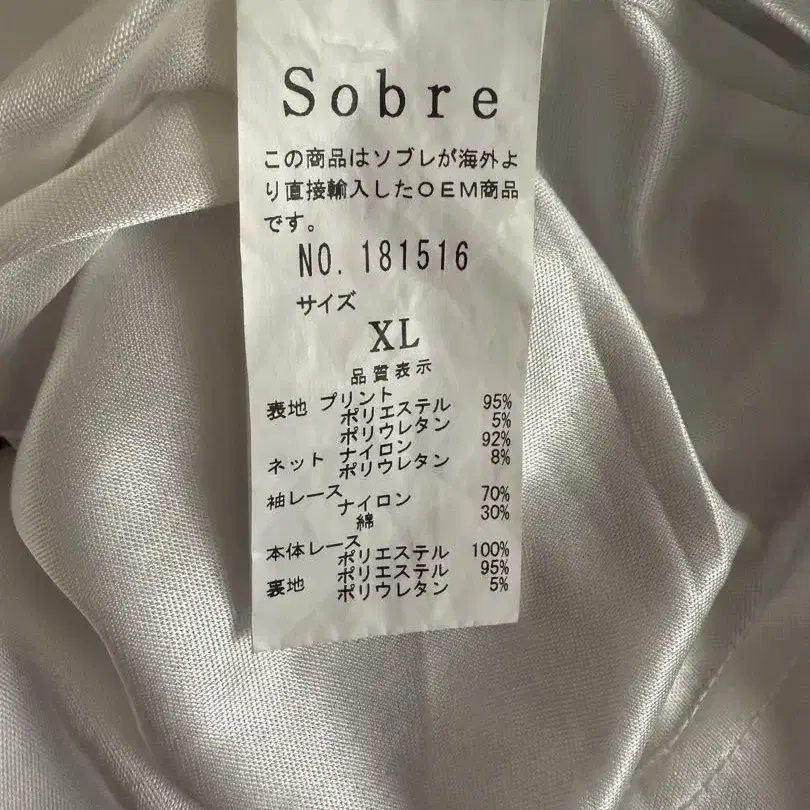 Sobre
この商品はソブレが海外よ
り直接輸入したOEM商品
です。
NO. 181516
サイズ
XL
品質表示
表地 プリント
ポリエステル 95%
ポリウレタン 5%
ネット ナイロン 92%
ポリウレタン 8%
袖レース
ナイロン 70%
綿 30%
本体レース
ポリエステル 100%
裏地 ポリエステル 95%
ポリウレタン 5%